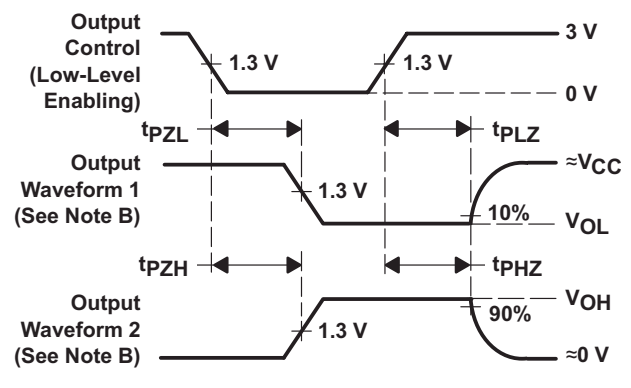 Output
Control
(Low-Level
Enabling)
1.3 V
1.3 V
3 V
0 V
tPZL
tPLZ
Output
Waveform 1
(See Note B)
1.3 V
≈VCC
10%
VOL
tPZH
tPHZ
Output
Waveform 2
(See Note B)
1.3 V
VOH
90%
≈0 V